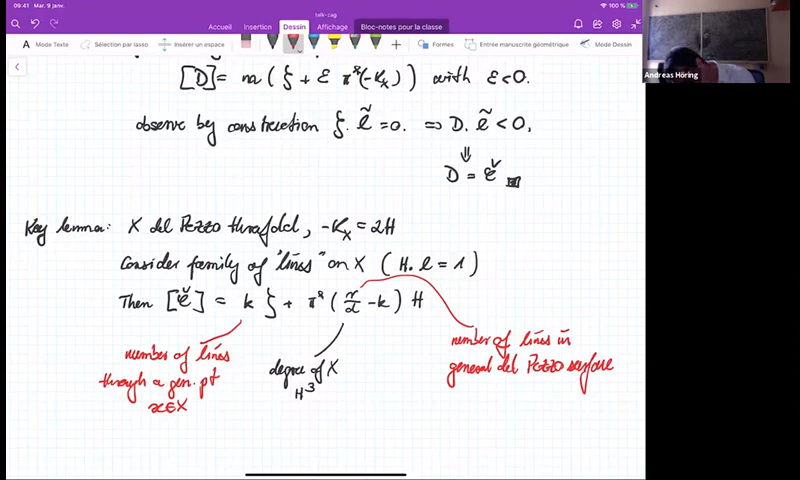 09:41 Mar. 9 janv.
talk-zag
100 %
Accueil Insertion Dessin Affichage Bloc-notes pour la classe
Mode Texte Sélection par lasso Insérer un espace Formes Entrée manuscrite géométrique Mode Dessin
Andreas Höring
[D] = m ( ξ + ε π*(-K_X) ) with ε < 0.
observe by construction ξ . l̃ = 0. ⇒ D . l̃ < 0,
⇓
D = Č
Key lemma: X del Pezzo threefold, -K_X = 2H
Consider family of "lines" on X ( H. l = 1 )
Then [Č] = k ξ + π* ( /d - k ) H
number of lines
through a gen. pt
x ∈ X
degree of X
H^3
number of lines in
general del Pezzo surface